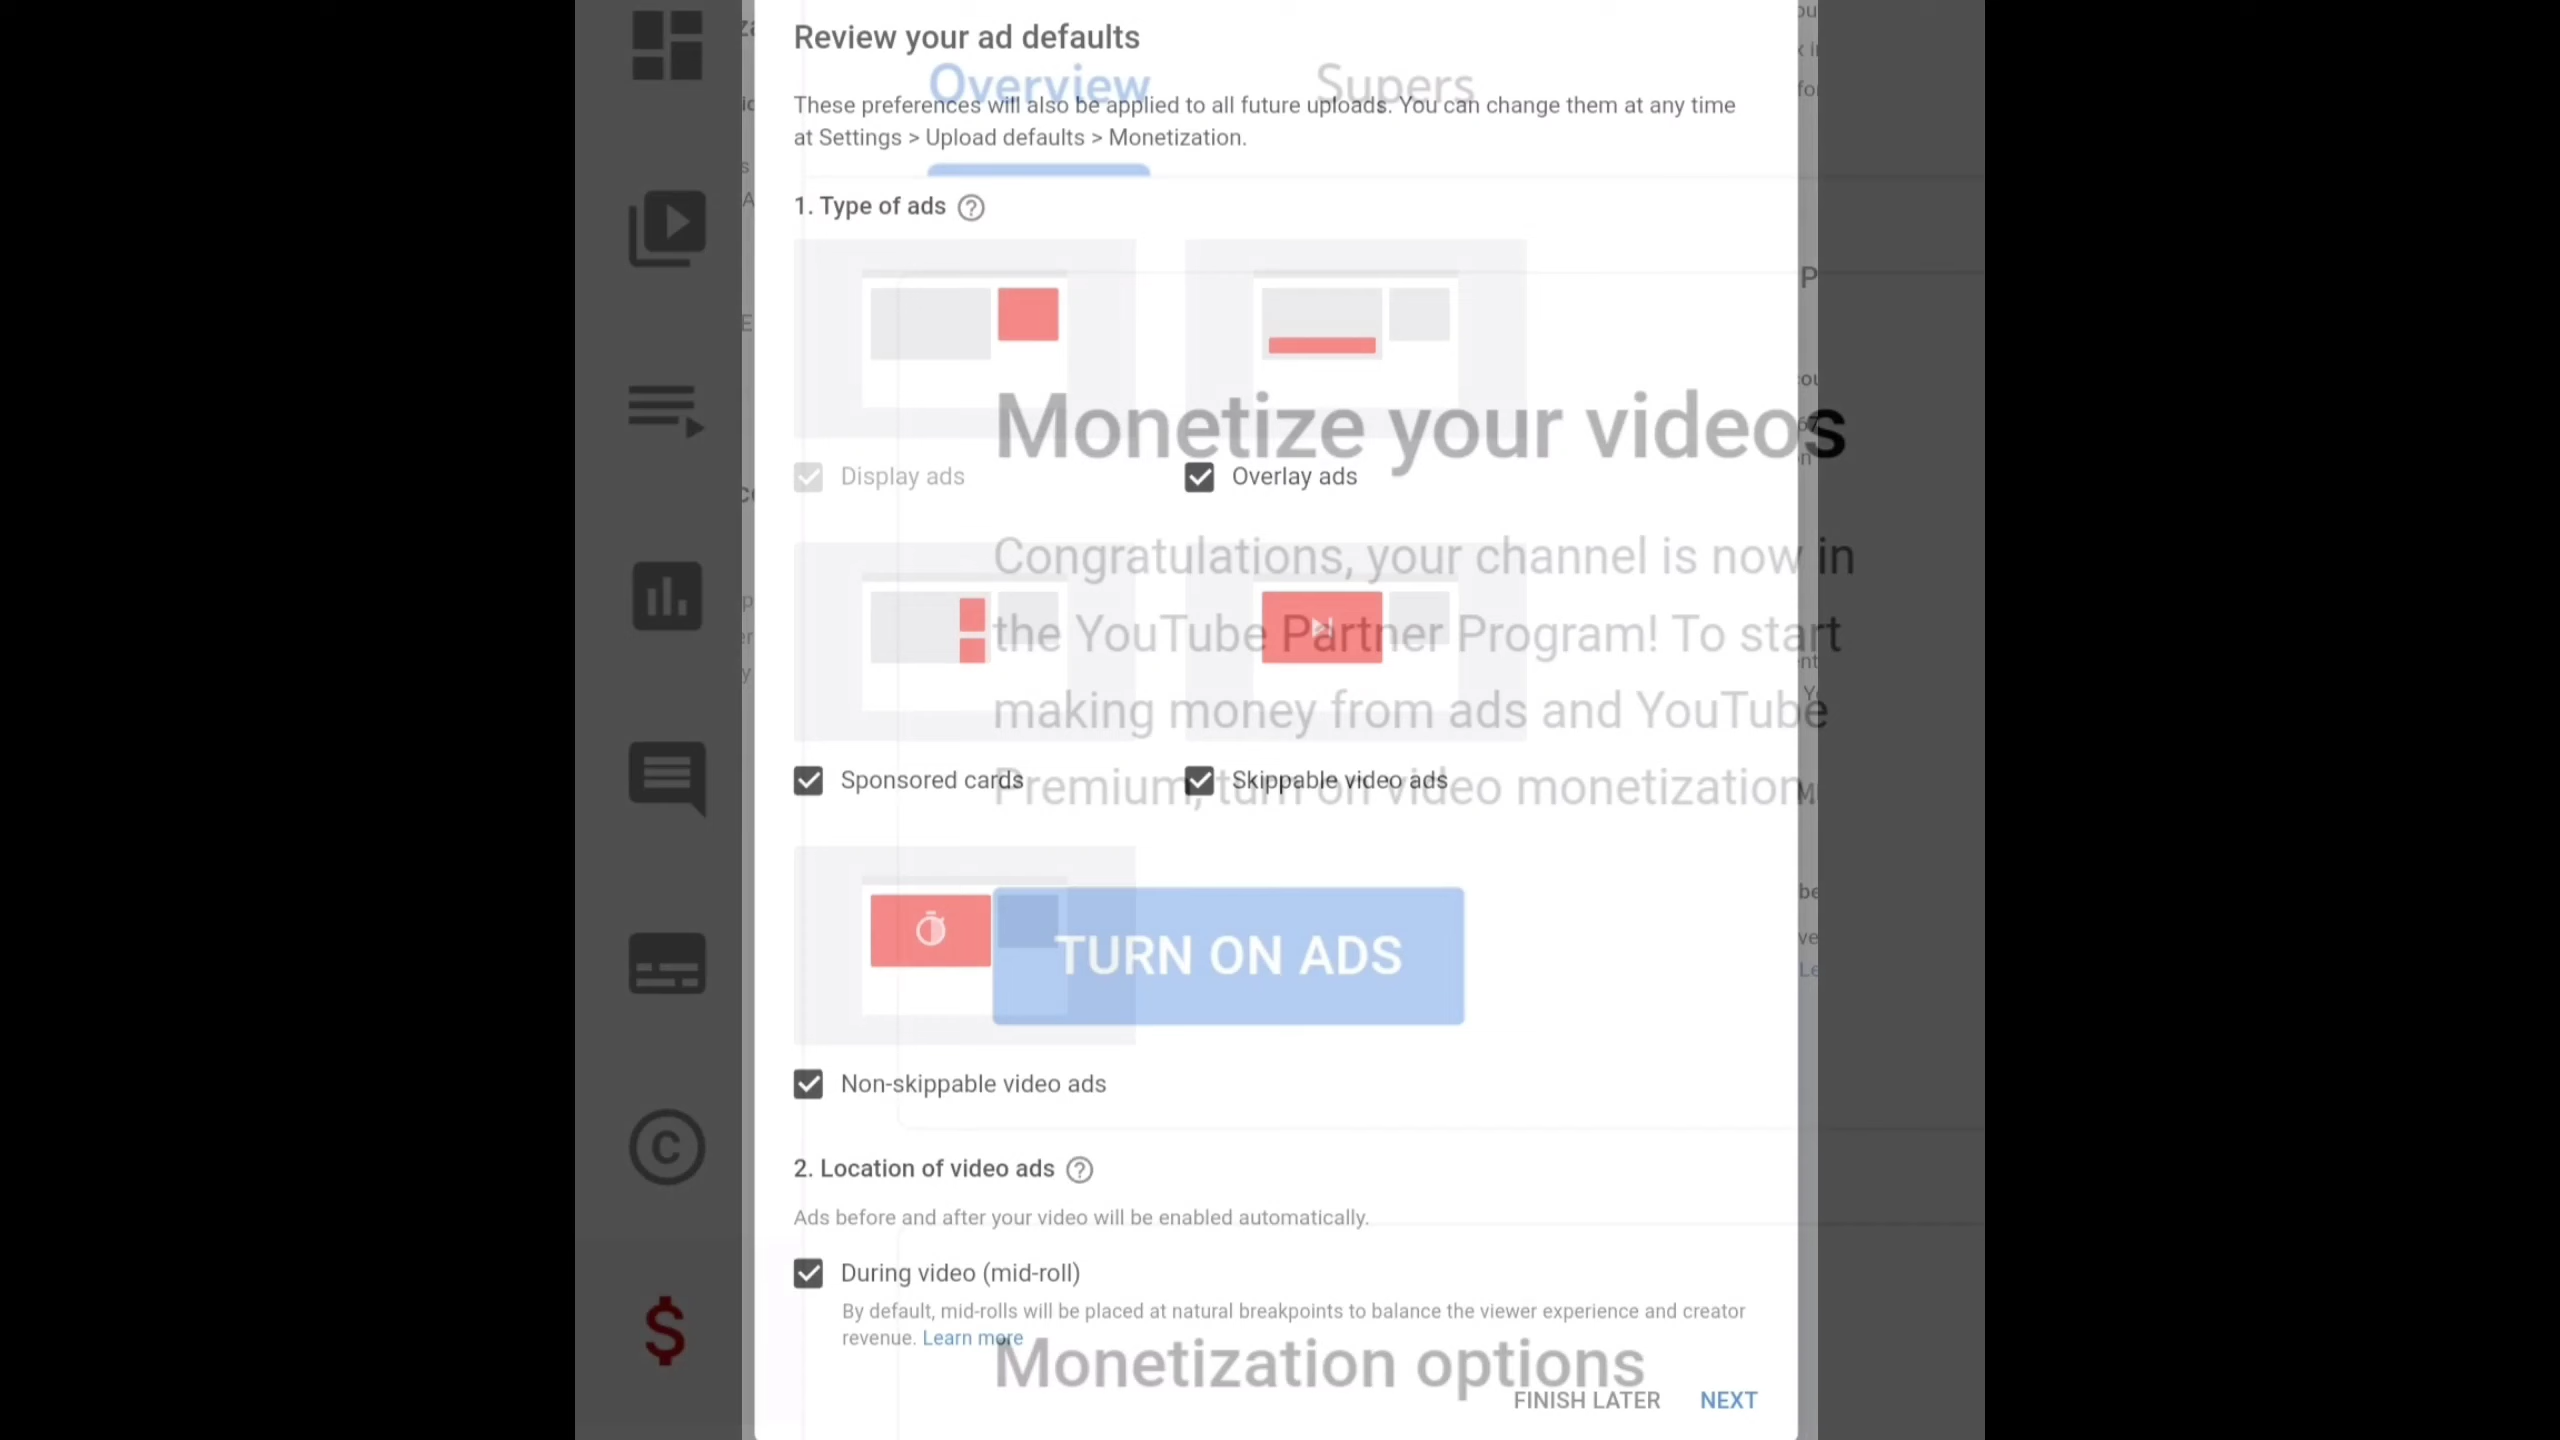 Review your ad defaults
Overview Supers
These preferences will also be applied to all future uploads. You can change them at any time
at Settings > Upload defaults > Monetization.
1. Type of ads
Monetize your videos
Display ads
Overlay ads
Congratulations, your channel is now in
the YouTube Partner Program! To start
making money from ads and YouTube
Premium, turn on video monetization
Sponsored cards
Skippable video ads
TURN ON ADS
Non-skippable video ads
2. Location of video ads
Ads before and after your video will be enabled automatically.
During video (mid-roll)
By default, mid-rolls will be placed at natural breakpoints to balance the viewer experience and creator
revenue. Learn more
Monetization options
FINISH LATER NEXT